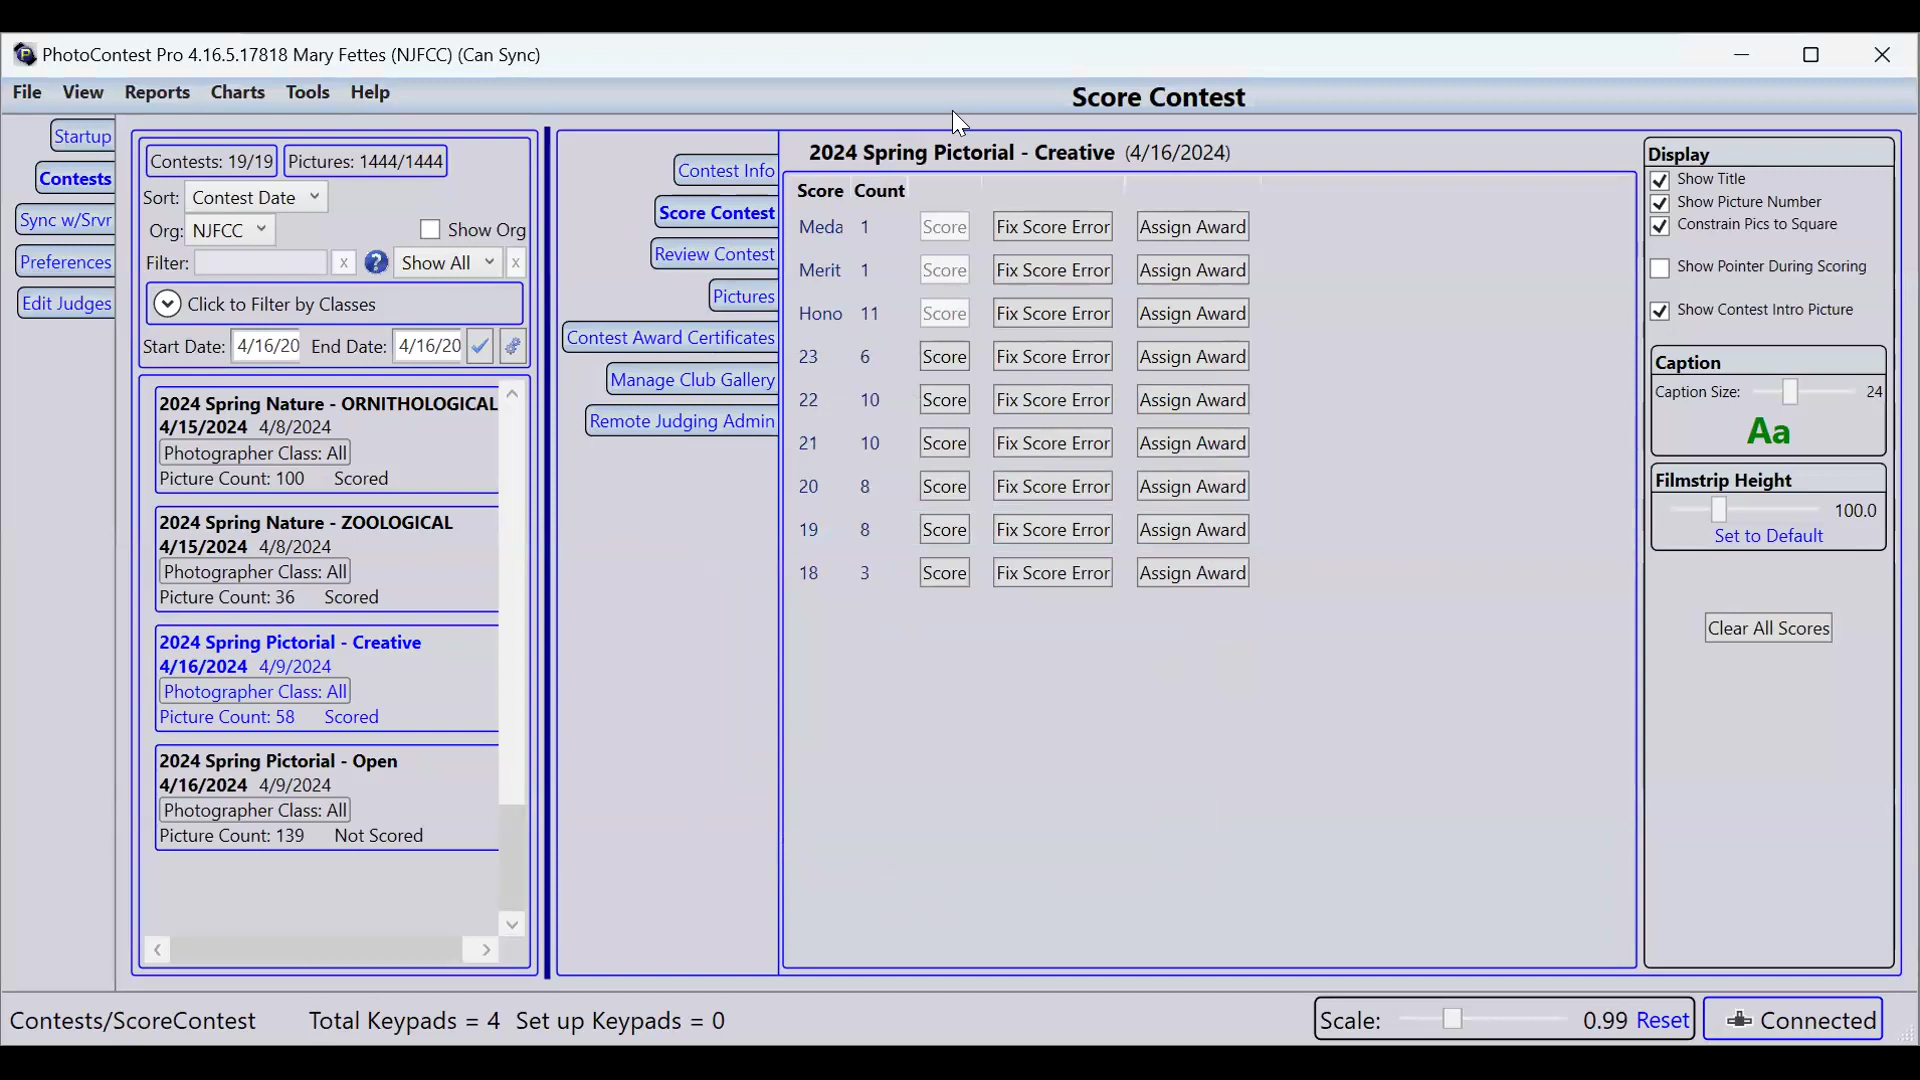 PhotoContest Pro 4.16.5.17818 Mary Fettes (NJFCC) (Can Sync)
File View Reports Charts Tools Help
Score Contest
Startup
Contests
Sync w/Srvr
Preferences
Edit Judges
Contests: 19/19 Pictures: 1444/1444
Sort: Contest Date
Org: NJFCC Show Org
Filter: x ? Show All x
Click to Filter by Classes
Start Date: 4/16/20 End Date: 4/16/20
2024 Spring Nature - ORNITHOLOGICAL
4/15/2024 4/8/2024
Photographer Class: All
Picture Count: 100 Scored
2024 Spring Nature - ZOOLOGICAL
4/15/2024 4/8/2024
Photographer Class: All
Picture Count: 36 Scored
2024 Spring Pictorial - Creative
4/16/2024 4/9/2024
Photographer Class: All
Picture Count: 58 Scored
2024 Spring Pictorial - Open
4/16/2024 4/9/2024
Photographer Class: All
Picture Count: 139 Not Scored
Contest Info
Score Contest
Review Contest
Pictures
Contest Award Certificates
Manage Club Gallery
Remote Judging Admin
2024 Spring Pictorial - Creative (4/16/2024)
Score Count
Meda 1 Score Fix Score Error Assign Award
Merit 1 Score Fix Score Error Assign Award
Hono 11 Score Fix Score Error Assign Award
23 6 Score Fix Score Error Assign Award
22 10 Score Fix Score Error Assign Award
21 10 Score Fix Score Error Assign Award
20 8 Score Fix Score Error Assign Award
19 8 Score Fix Score Error Assign Award
18 3 Score Fix Score Error Assign Award
Display
Show Title
Show Picture Number
Constrain Pics to Square
Show Pointer During Scoring
Show Contest Intro Picture
Caption
Caption Size: 24
Aa
Filmstrip Height
100.0
Set to Default
Clear All Scores
Contests/ScoreContest Total Keypads = 4 Set up Keypads = 0
Scale: 0.99 Reset Connected